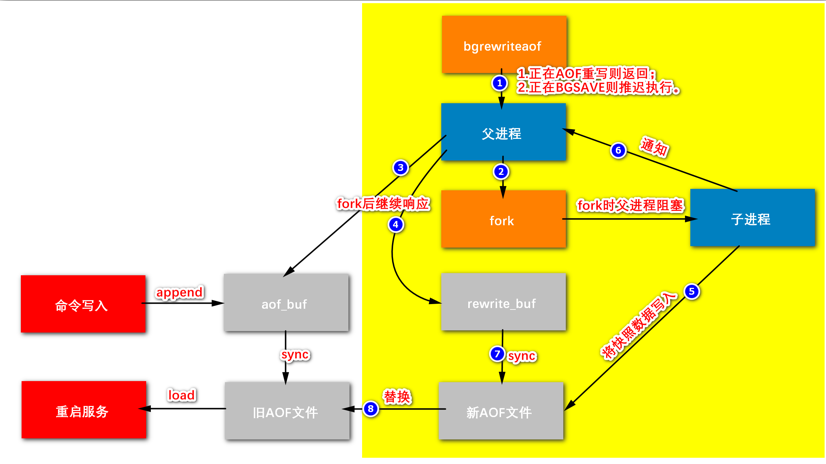 bgrewriteaof
1
1.正在AOF重写则返回；
2.正在BGSAVE则推迟执行。
父进程
6
通知
3
2
fork后继续响应
4
fork
fork时父进程阻塞
子进程
命令写入
append
aof_buf
rewrite_buf
5
将快照数据写入
sync
7
sync
重启服务
load
旧AOF文件
8
替换
新AOF文件